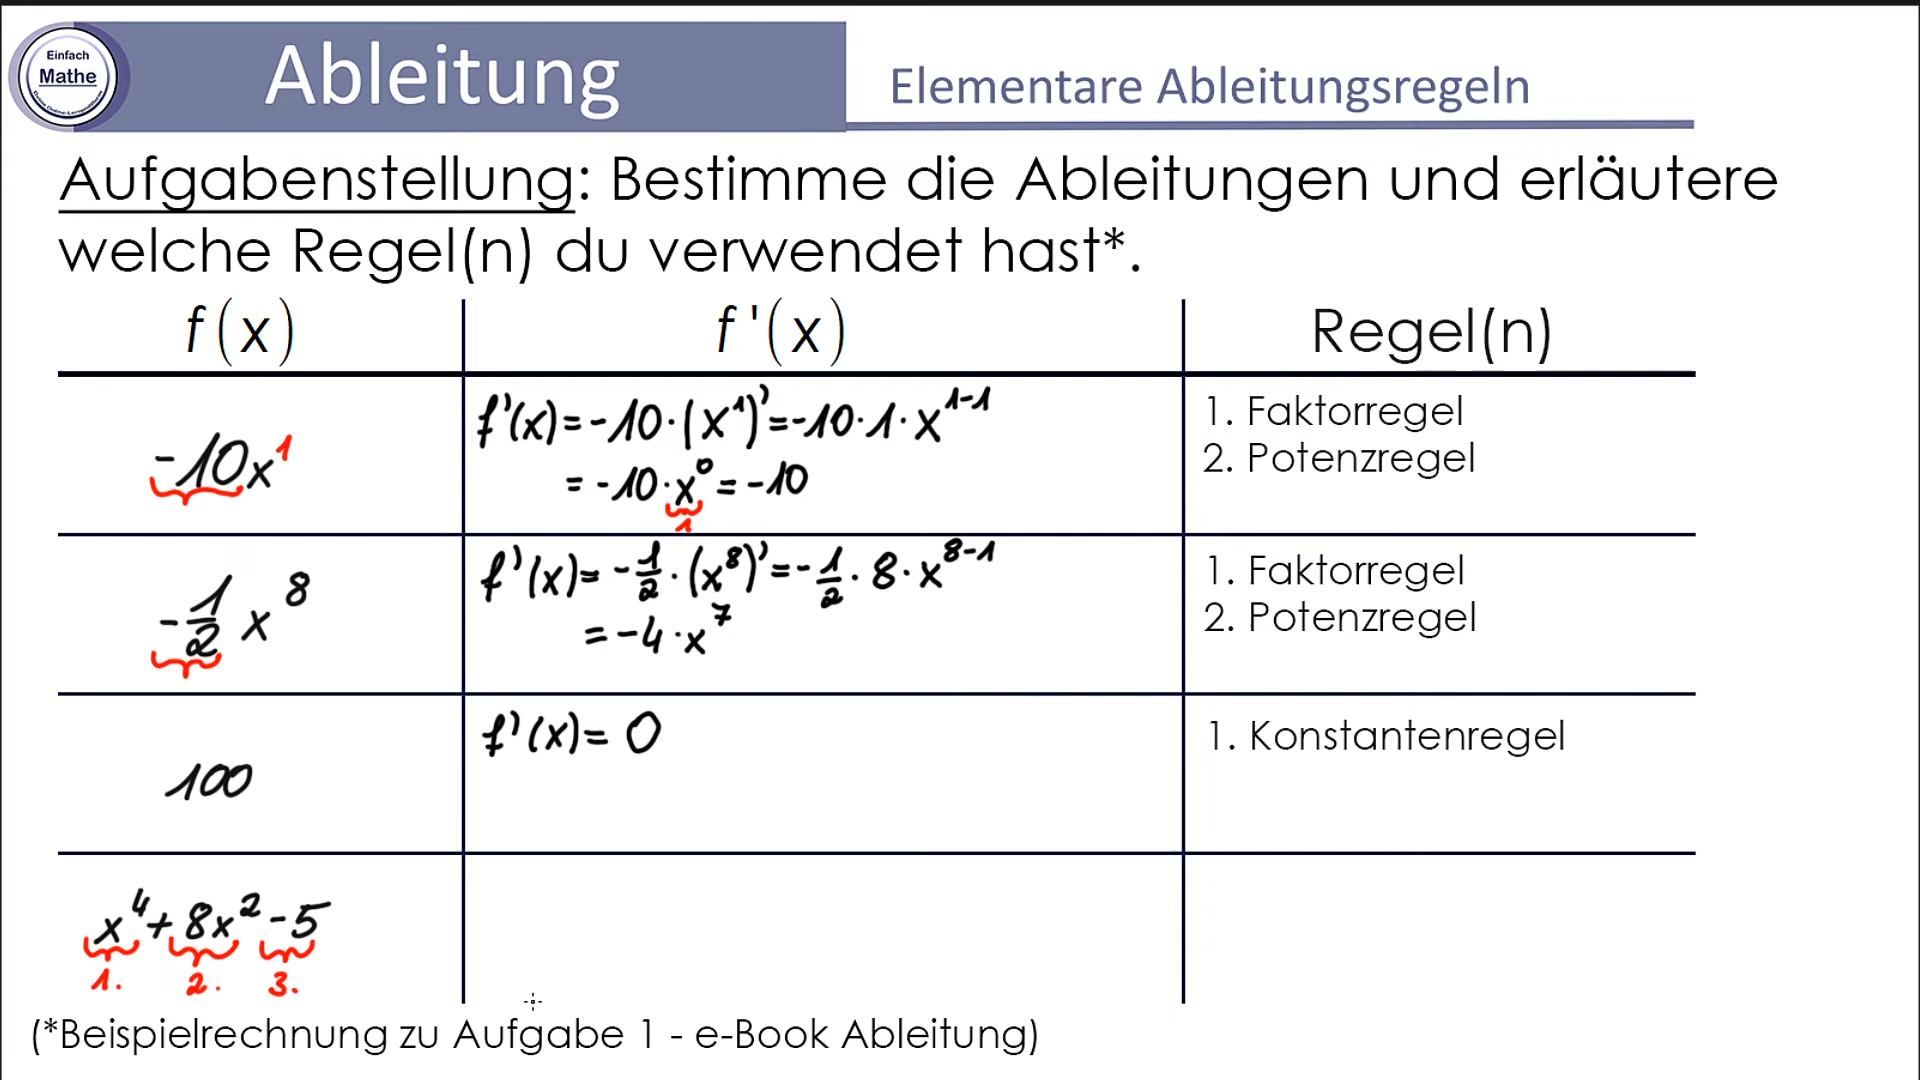 Einfach
Mathe
Ableitung
Elementare Ableitungsregeln
Aufgabenstellung: Bestimme die Ableitungen und erläutere
welche Regel(n) du verwendet hast*.
f(x) f'(x) Regel(n)
-10x¹
f'(x)=-10·(x¹)'=-10·1·x¹⁻¹
=-10·x⁰=-10
1
1. Faktorregel
2. Potenzregel
-1/2 x⁸
f'(x)=-1/2·(x⁸)'=-1/2·8·x⁸⁻¹
=-4·x⁷
1. Faktorregel
2. Potenzregel
100
f'(x)=0
1. Konstantenregel
x⁴+8x²-5
1. 2. 3.
(*Beispielrechnung zu Aufgabe 1 - e-Book Ableitung)